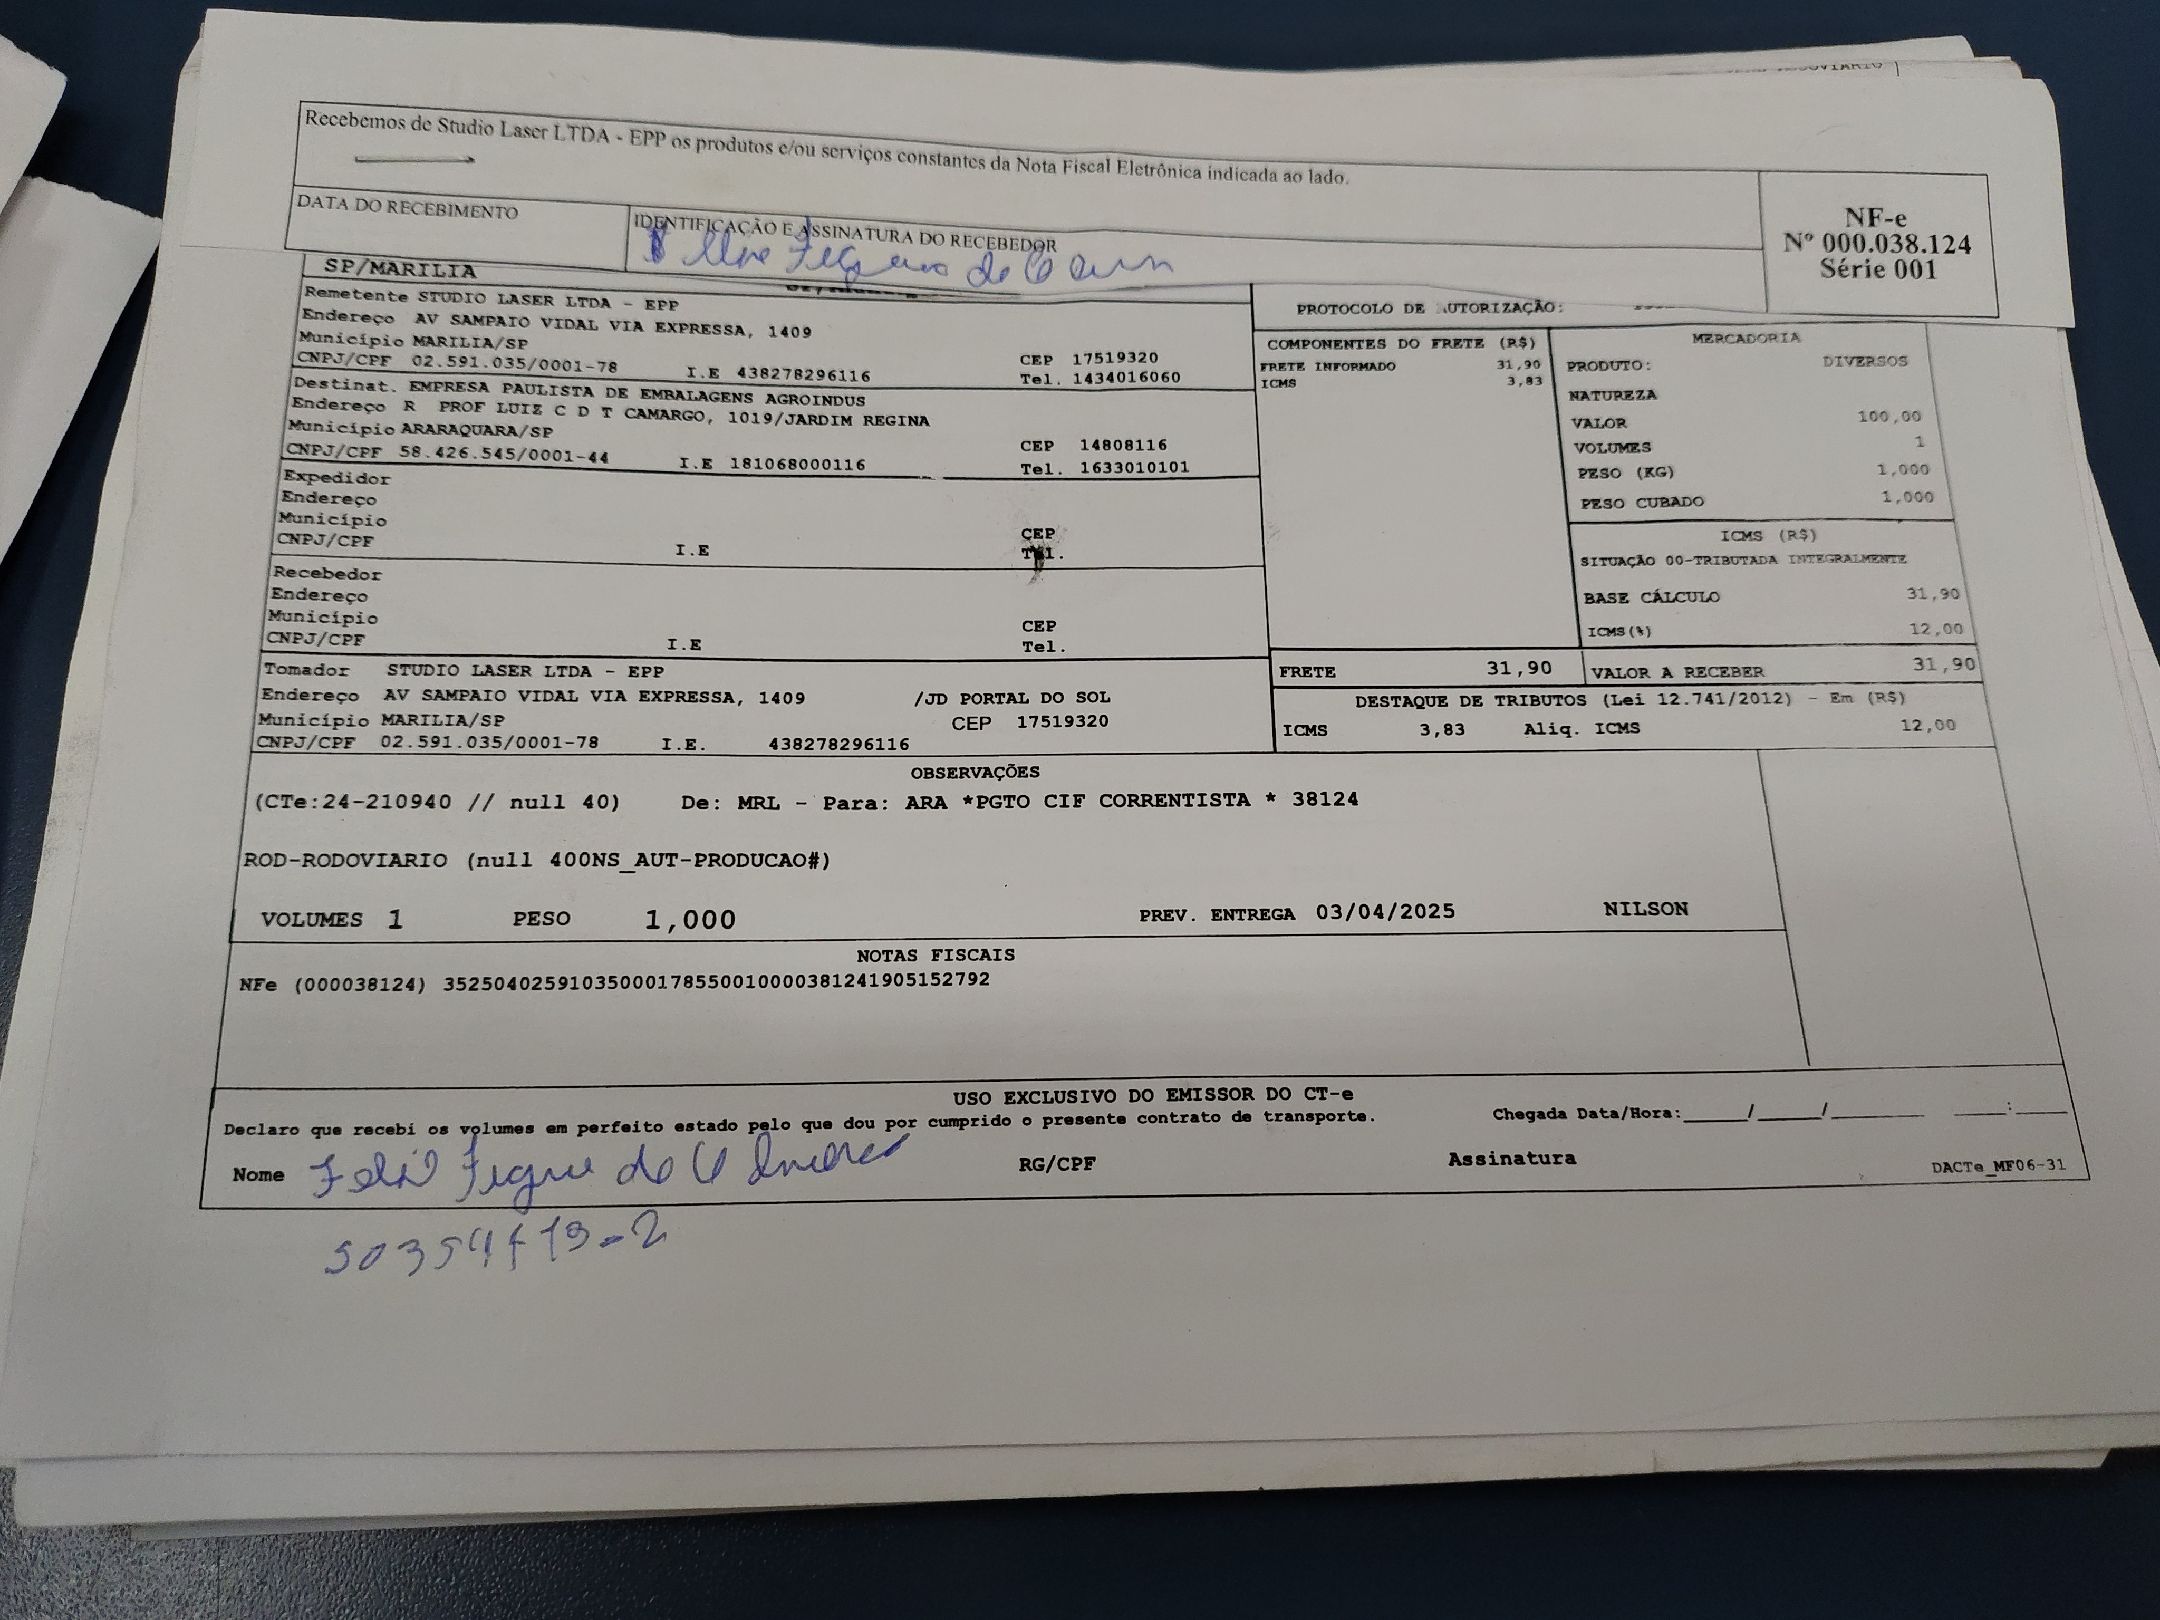 Recebemos de Studio Laser LTDA - EPP os produtos e/ou serviços constantes da Nota Fiscal Eletrônica indicada ao lado.
DATA DO RECEBIMENTO
IDENTIFICAÇÃO E ASSINATURA DO RECEBEDOR
NF-e
Nº 000.038.124
Série 001
SP/MARILIA
Remetente STUDIO LASER LTDA - EPP
Endereço AV SAMPAIO VIDAL VIA EXPRESSA, 1409
Município MARILIA/SP CEP 17519320
CNPJ/CPF 02.591.035/0001-78 I.E 438278296116 Tel. 1434016060
Destinat. EMPRESA PAULISTA DE EMBALAGENS AGROINDUS
Endereço R PROF LUIZ C D T CAMARGO, 1019/JARDIM REGINA
Município ARARAQUARA/SP CEP 14808116
CNPJ/CPF 58.426.545/0001-44 I.E 181068000116 Tel. 1633010101
Expedidor
Endereço
Município CEP
CNPJ/CPF I.E Tel.
Recebedor
Endereço
Município CEP
CNPJ/CPF I.E Tel.
Tomador STUDIO LASER LTDA - EPP
Endereço AV SAMPAIO VIDAL VIA EXPRESSA, 1409 /JD PORTAL DO SOL
Município MARILIA/SP CEP 17519320
CNPJ/CPF 02.591.035/0001-78 I.E. 438278296116
PROTOCOLO DE AUTORIZAÇÃO:
COMPONENTES DO FRETE (R$)
FRETE INFORMADO 31,90
ICMS 3,83
MERCADORIA
PRODUTO: DIVERSOS
NATUREZA
VALOR 100,00
VOLUMES 1
PESO (KG) 1,000
PESO CUBADO 1,000
ICMS (R$)
SITUAÇÃO 00-TRIBUTADA INTEGRALMENTE
BASE CÁLCULO 31,90
ICMS(%) 12,00
FRETE 31,90 VALOR A RECEBER 31,90
DESTAQUE DE TRIBUTOS (Lei 12.741/2012) - Em (R$)
ICMS 3,83 Aliq. ICMS 12,00
OBSERVAÇÕES
(CTe:24-210940 // null 40) De: MRL - Para: ARA *PGTO CIF CORRENTISTA * 38124
ROD-RODOVIARIO (null 400NS_AUT-PRODUCAO#)
VOLUMES 1 PESO 1,000 PREV. ENTREGA 03/04/2025 NILSON
NOTAS FISCAIS
NFe (000038124) 35250402591035000178550010000381241905152792
USO EXCLUSIVO DO EMISSOR DO CT-e
Declaro que recebi os volumes em perfeito estado pelo que dou por cumprido o presente contrato de transporte. Chegada Data/Hora:_____/_____/_______ ____:____
Nome RG/CPF Assinatura DACTe_MF06-31